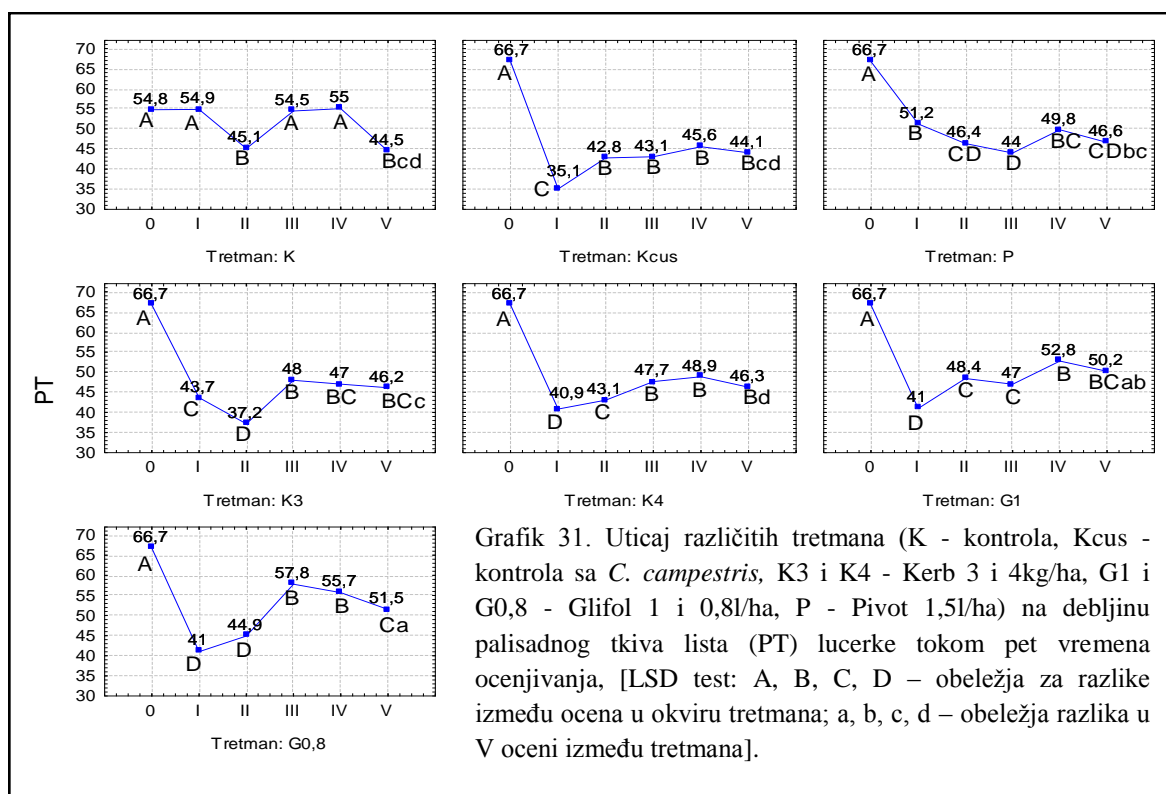 70
65
60
55
50
45
40
35
30
54,8
54,9
45,1
54,5
55
44,5
A
A
B
A
A
Bcd
0 I II III IV V
Tretman: K
66,7
35,1
42,8
43,1
45,6
44,1
A
C
B
B
B
Bcd
0 I II III IV V
Tretman: Kcus
66,7
51,2
46,4
44
49,8
46,6
A
B
CD
D
BC
CDbc
0 I II III IV V
Tretman: P
PT
70
65
60
55
50
45
40
35
30
66,7
43,7
37,2
48
47
46,2
A
C
D
B
BC
BCc
0 I II III IV V
Tretman: K3
66,7
40,9
43,1
47,7
48,9
46,3
A
D
C
B
B
Bd
0 I II III IV V
Tretman: K4
66,7
41
48,4
47
52,8
50,2
A
D
C
C
B
BCab
0 I II III IV V
Tretman: G1
70
65
60
55
50
45
40
35
30
66,7
41
44,9
57,8
55,7
51,5
A
D
D
B
B
Ca
0 I II III IV V
Tretman: G0,8
Grafik 31. Uticaj različitih tretmana (K - kontrola, Kcus -
kontrola sa C. campestris, K3 i K4 - Kerb 3 i 4kg/ha, G1 i
G0,8 - Glifol 1 i 0,8l/ha, P - Pivot 1,5l/ha) na debljinu
palisadnog tkiva lista (PT) lucerke tokom pet vremena
ocenjivanja, [LSD test: A, B, C, D – obeležja za razlike
između ocena u okviru tretmana; a, b, c, d – obeležja razlika u
V oceni između tretmana].